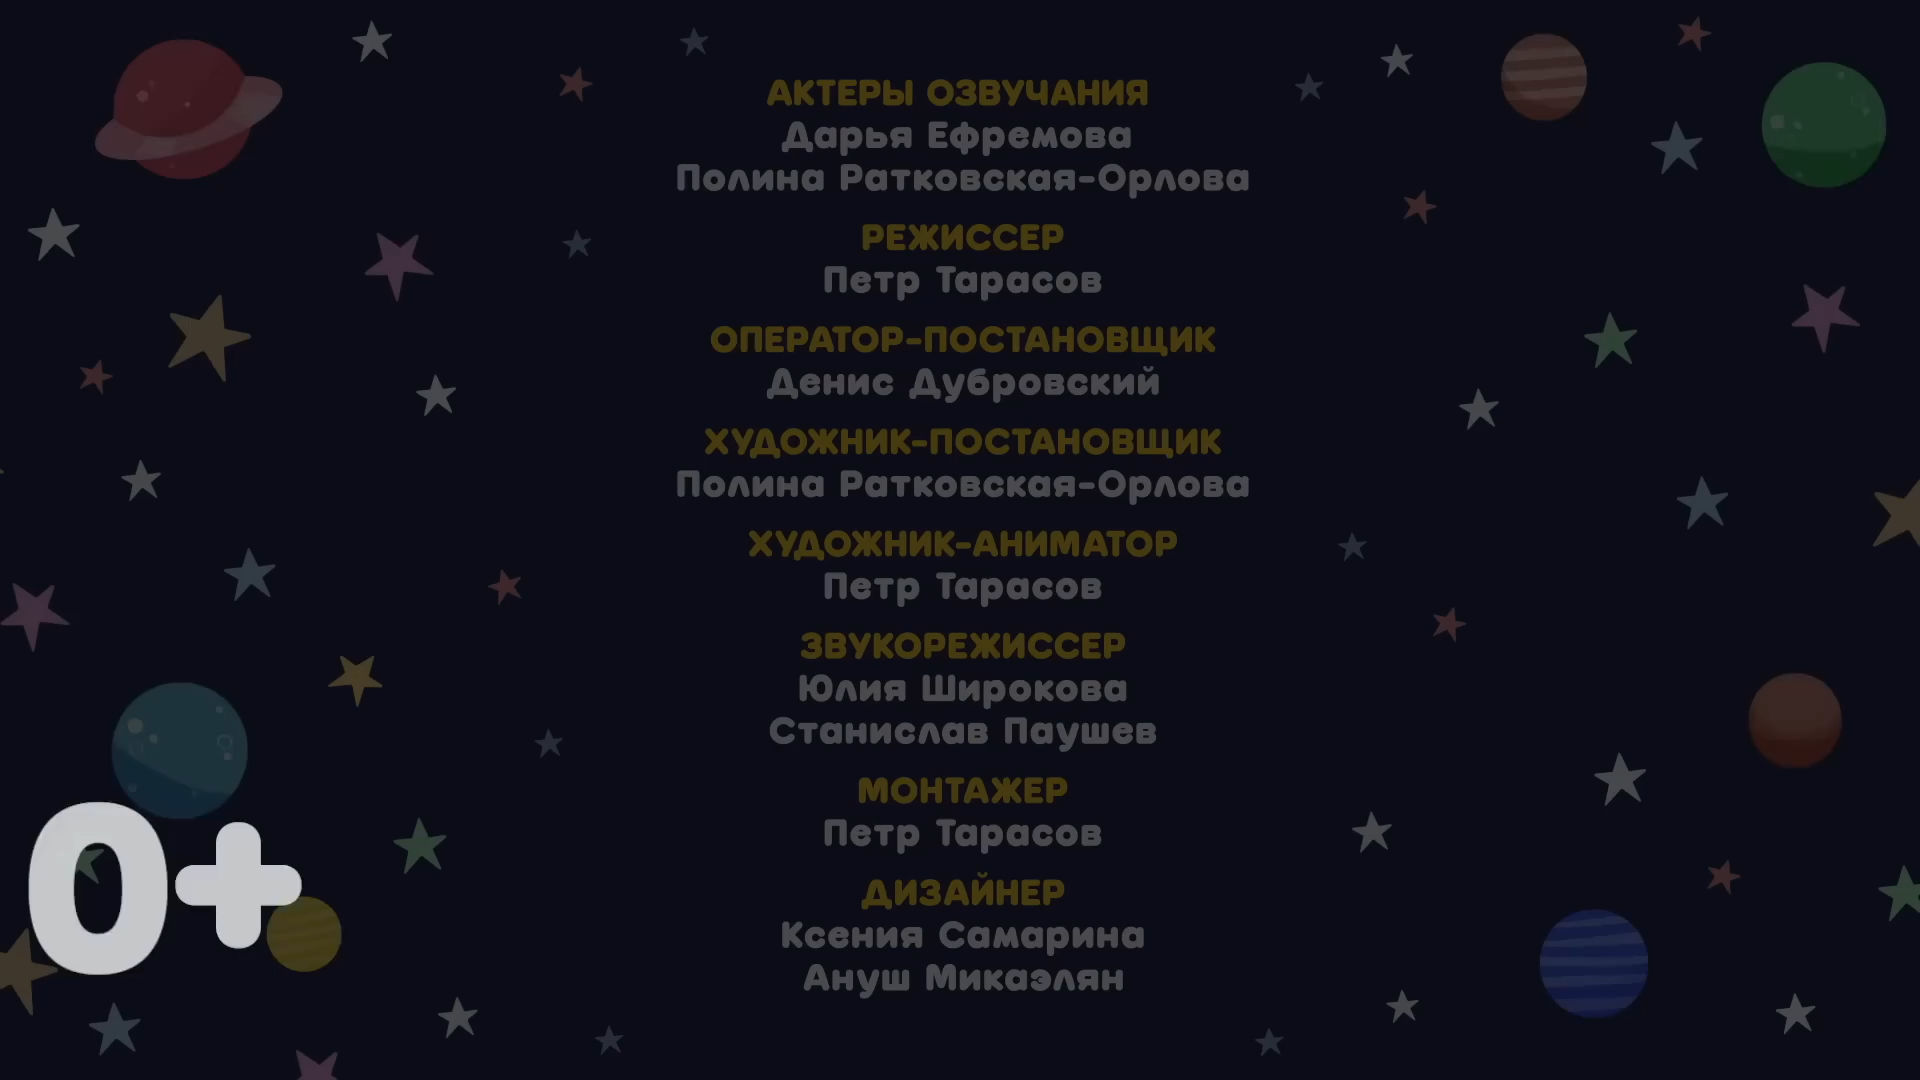 АКТЕРЫ ОЗВУЧАНИЯ
Дарья Ефремова
Полина Ратковская-Орлова
РЕЖИССЕР
Петр Тарасов
ОПЕРАТОР-ПОСТАНОВЩИК
Денис Дубровский
ХУДОЖНИК-ПОСТАНОВЩИК
Полина Ратковская-Орлова
ХУДОЖНИК-АНИМАТОР
Петр Тарасов
ЗВУКОРЕЖИССЕР
Юлия Широкова
Станислав Паушев
МОНТАЖЕР
Петр Тарасов
ДИЗАЙНЕР
Ксения Самарина
Ануш Микаэлян
0+